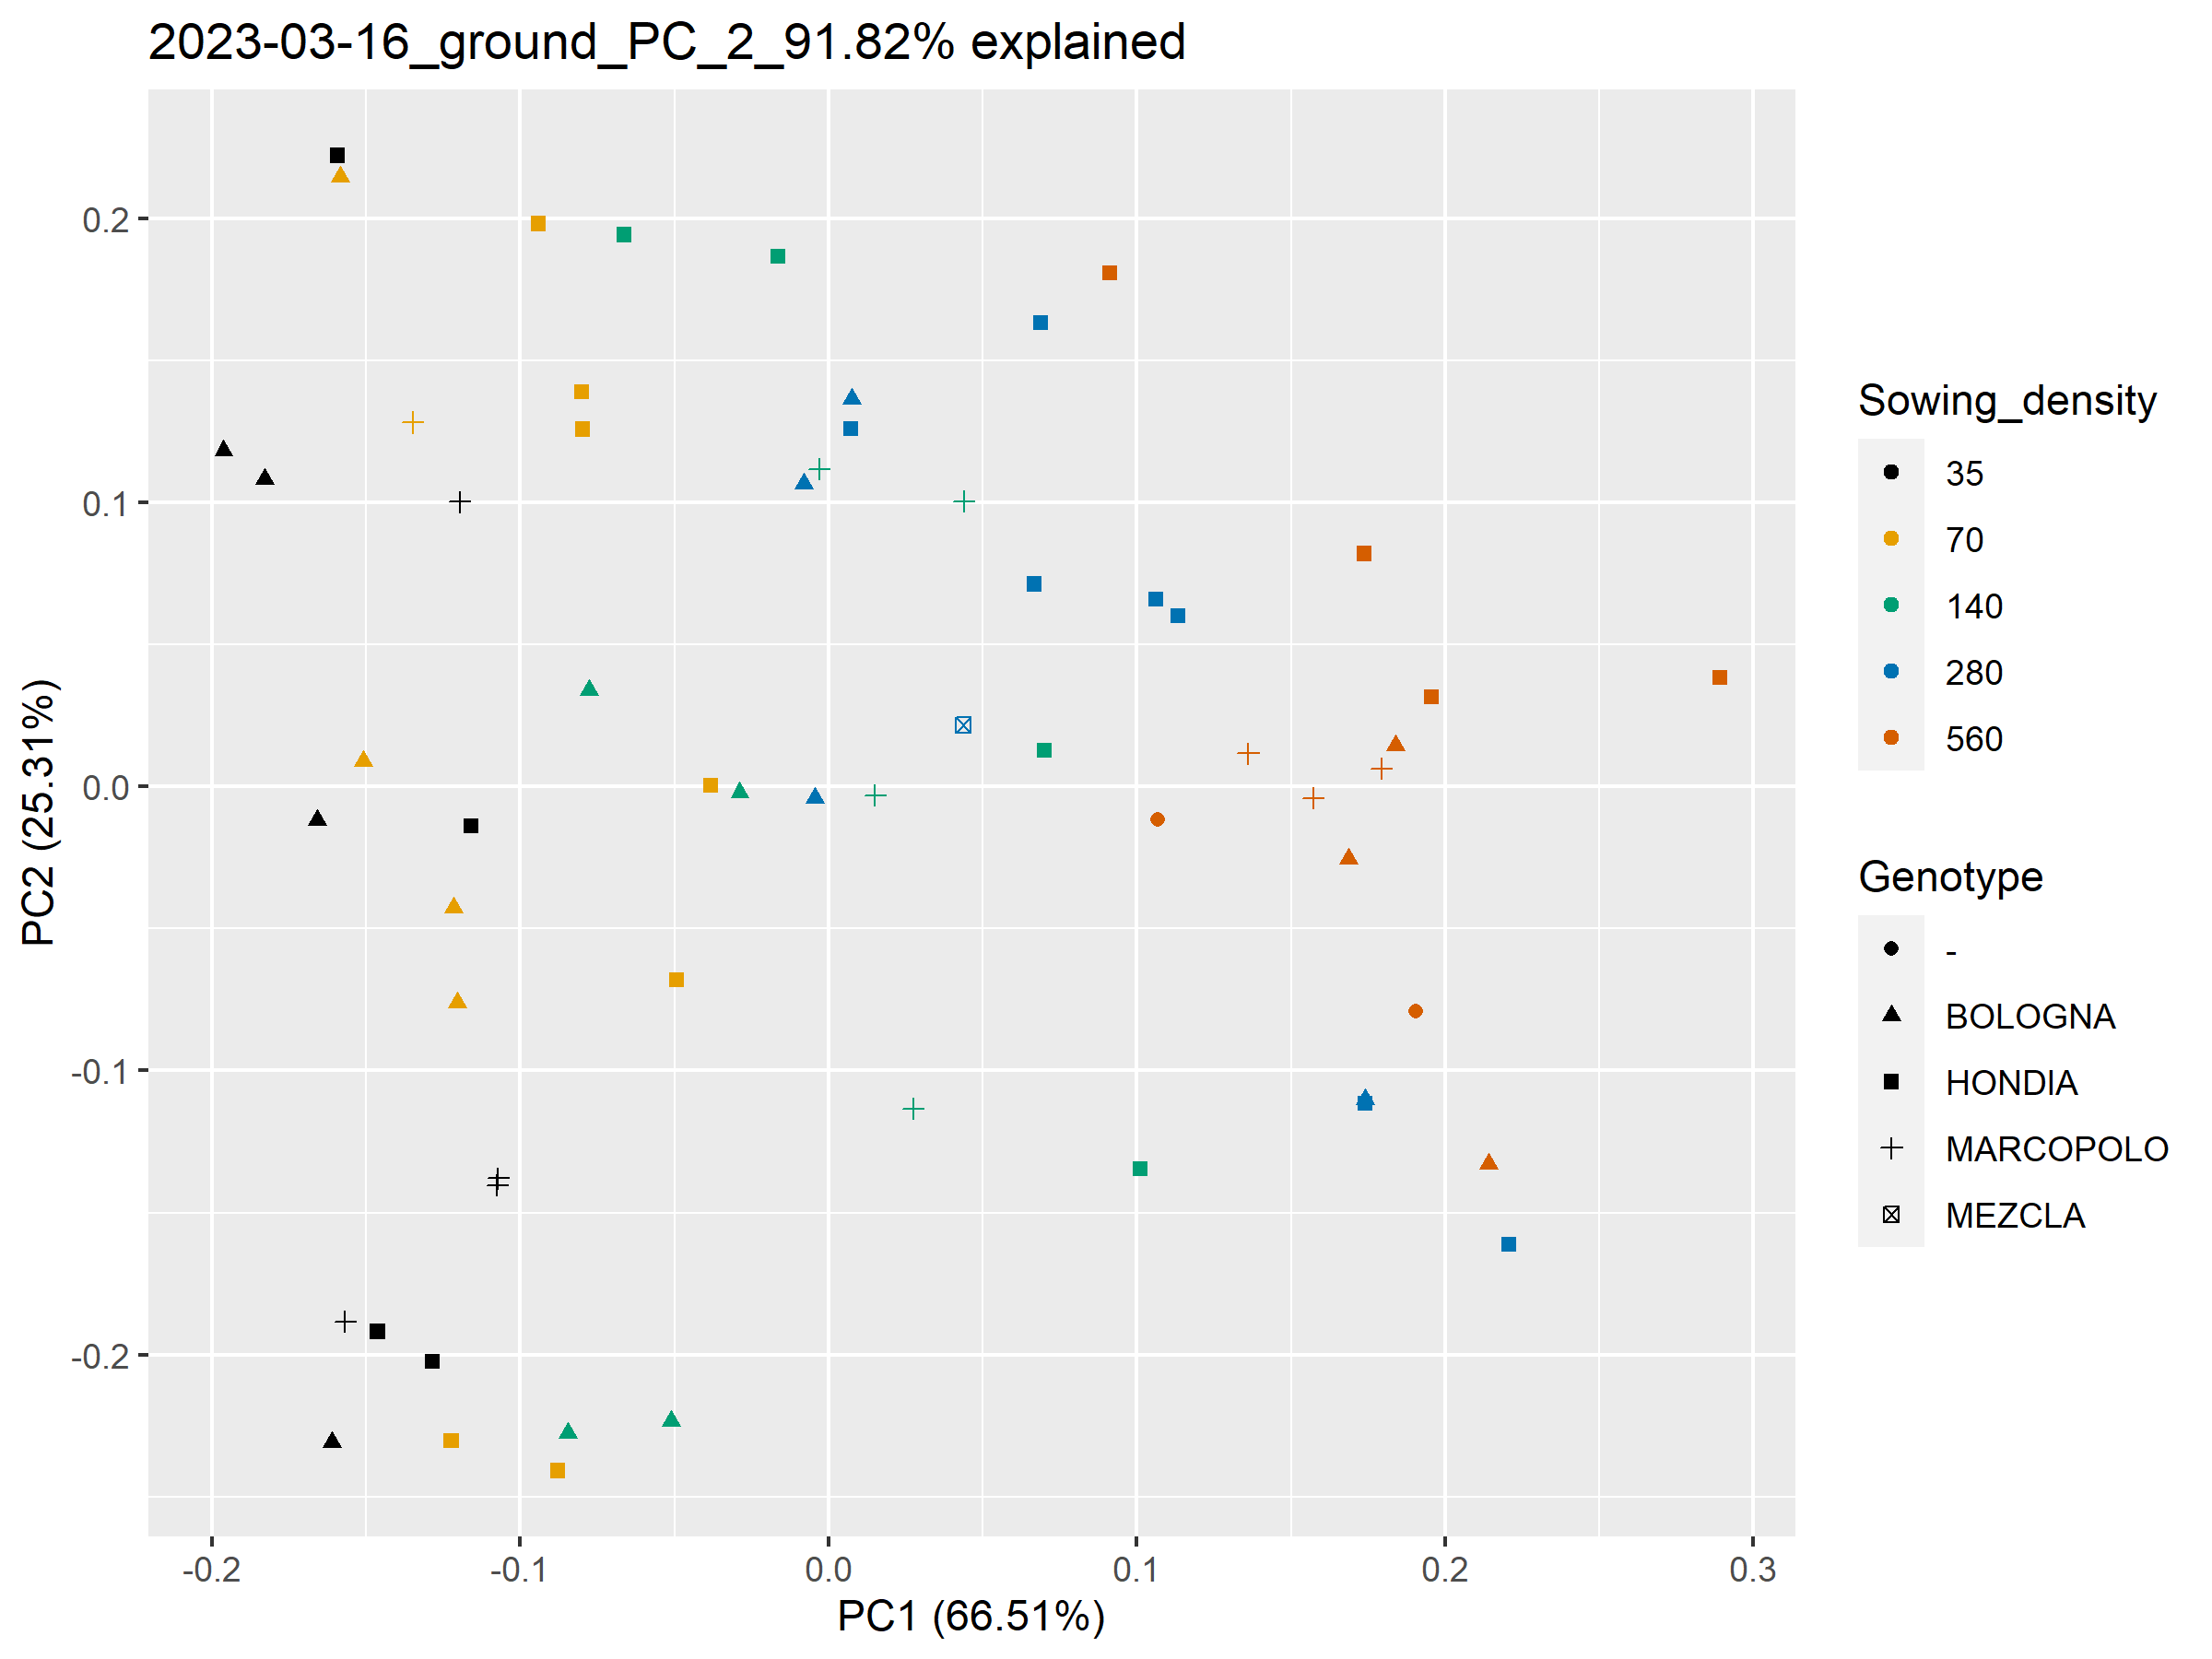 2023-03-16_ground_PC_2_91.82% explained
0.2
0.1
0.0
-0.1
-0.2
PC2 (25.31%)
-0.2
-0.1
0.0
0.1
0.2
0.3
PC1 (66.51%)
Sowing_density
35
70
140
280
560
Genotype
-
BOLOGNA
HONDIA
MARCOPOLO
MEZCLA